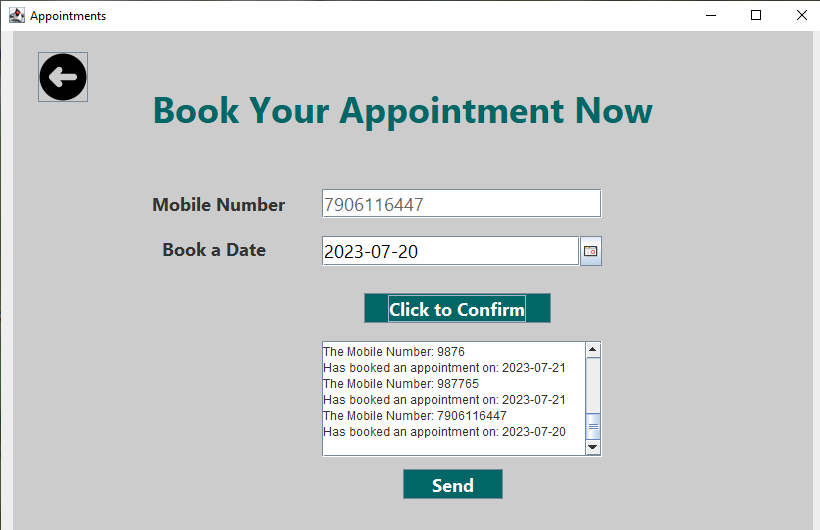 Appointments
Book Your Appointment Now
Mobile Number
7906116447
Book a Date
2023-07-20
Click to Confirm
The Mobile Number: 9876
Has booked an appointment on: 2023-07-21
The Mobile Number: 987765
Has booked an appointment on: 2023-07-21
The Mobile Number: 7906116447
Has booked an appointment on: 2023-07-20
Send